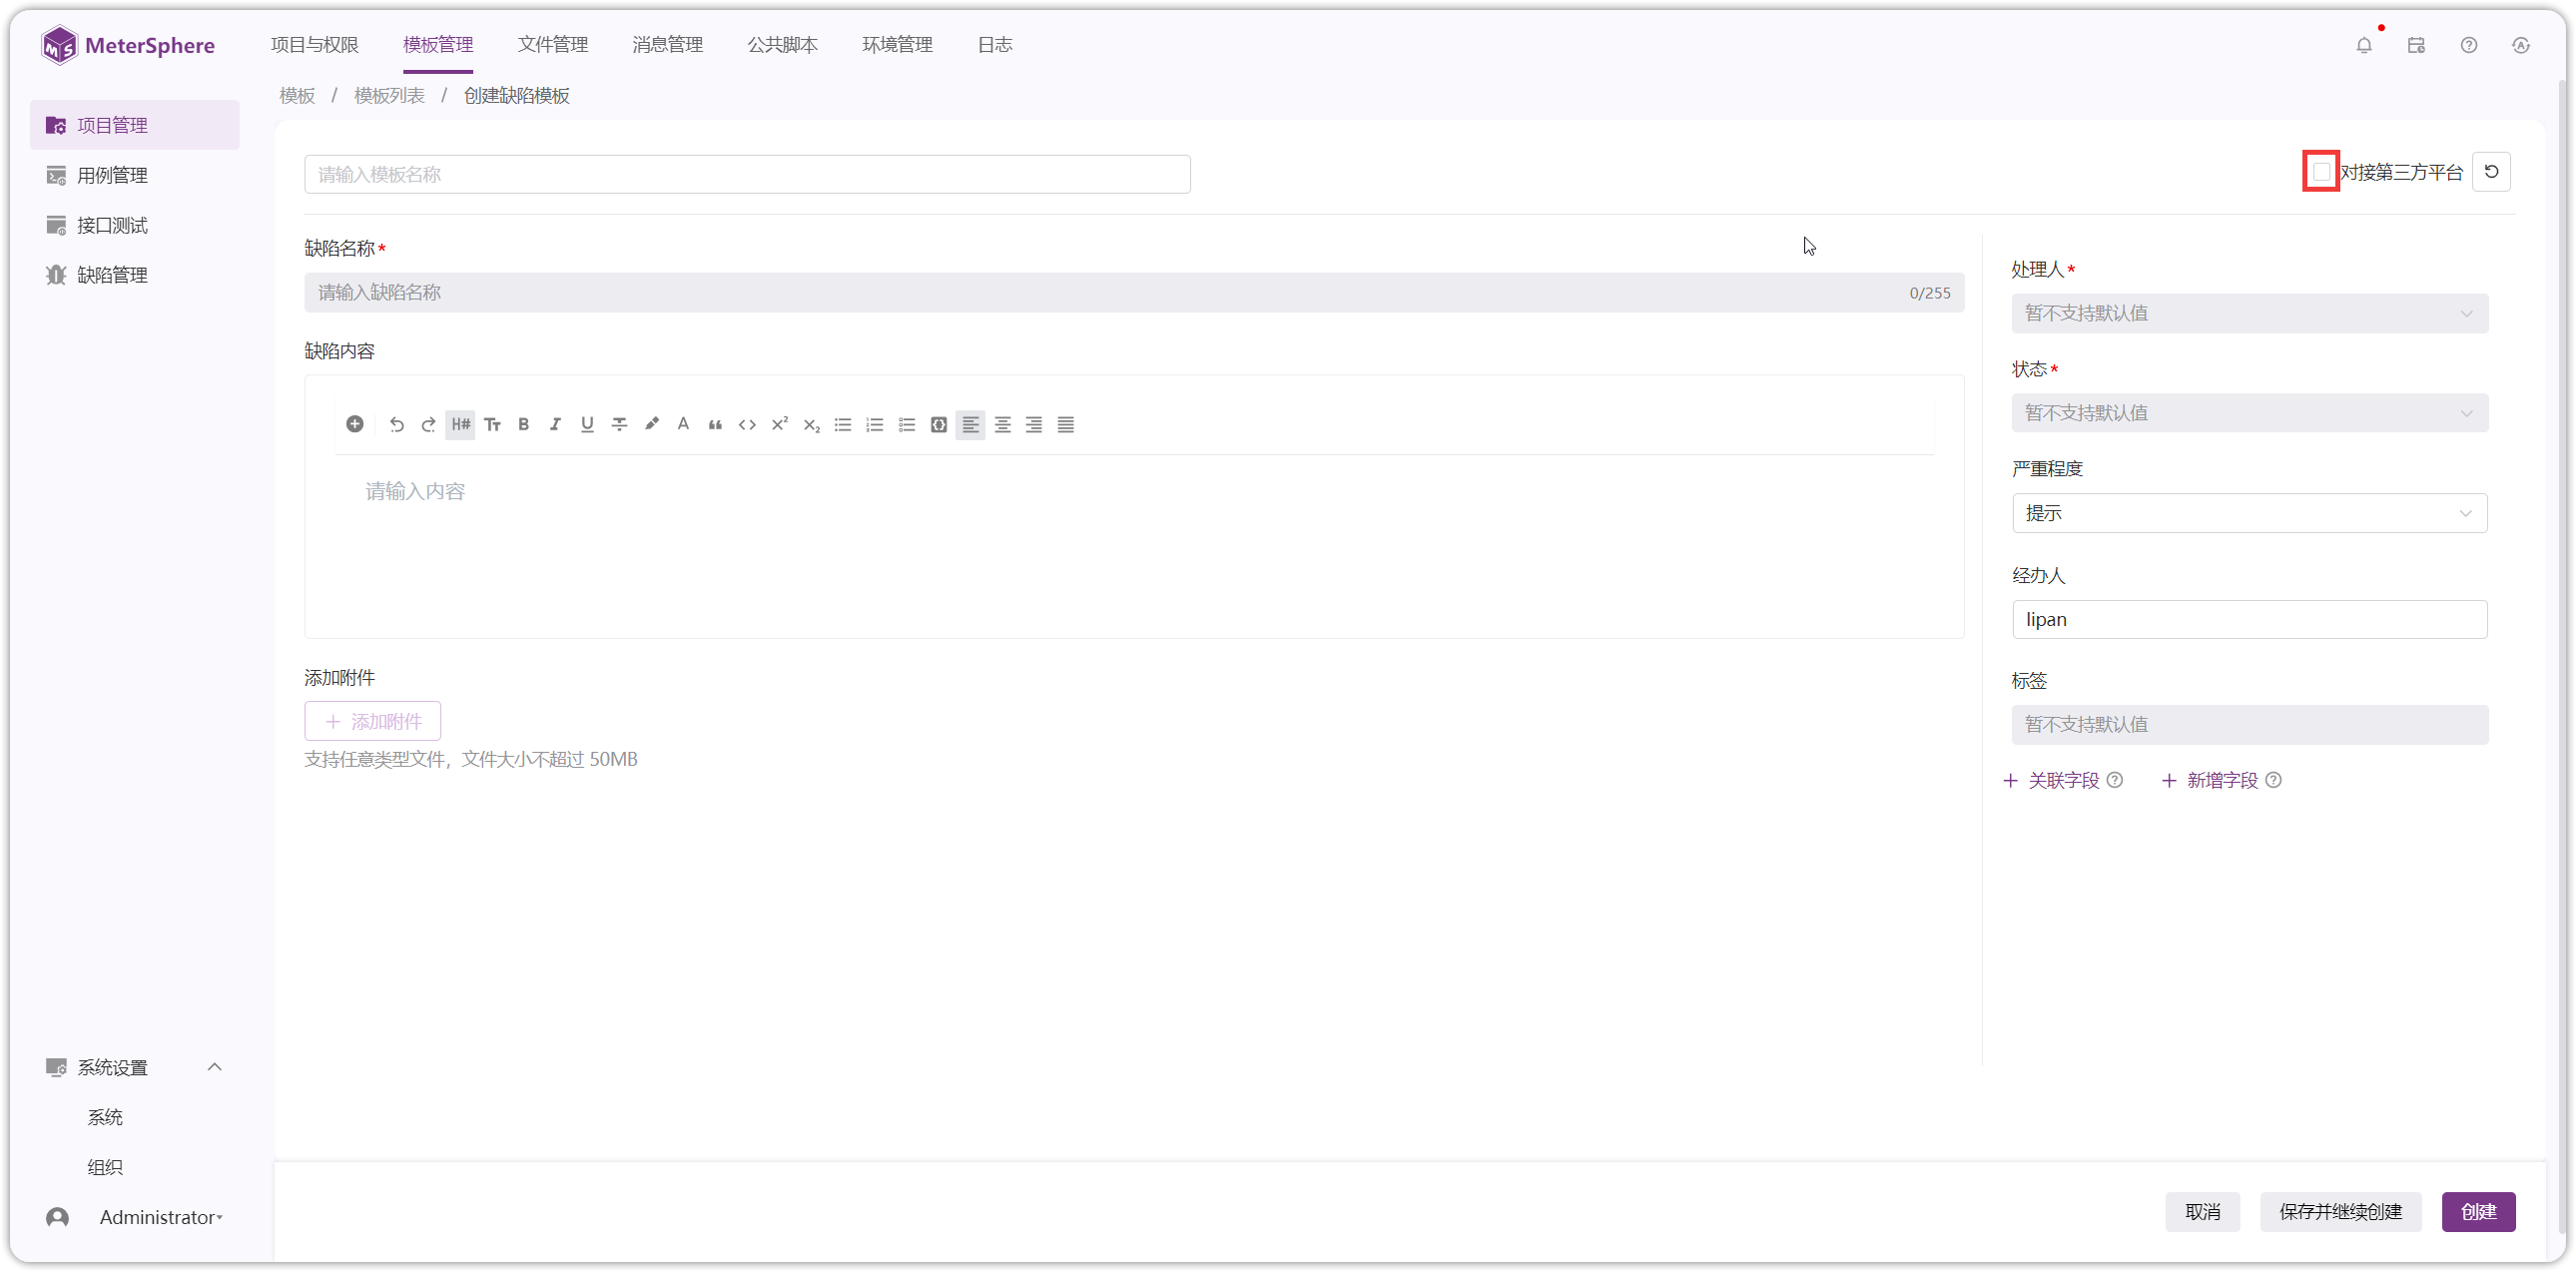 MeterSphere
项目与权限 模板管理 文件管理 消息管理 公共脚本 环境管理 日志
模板 / 模板列表 / 创建缺陷模板
项目管理
用例管理
接口测试
缺陷管理
请输入模板名称
对接第三方平台
缺陷名称*
请输入缺陷名称 0/255
缺陷内容
请输入内容
添加附件
+ 添加附件
支持任意类型文件，文件大小不超过 50MB
处理人*
暂不支持默认值
状态*
暂不支持默认值
严重程度
提示
经办人
lipan
标签
暂不支持默认值
+ 关联字段 + 新增字段
系统设置
系统
组织
Administrator
取消 保存并继续创建 创建